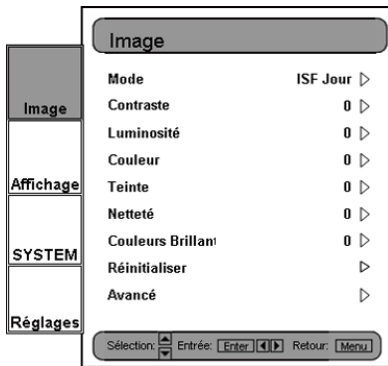 Image
Mode ISF Jour
Contraste 0
Luminosité 0
Couleur 0
Teinte 0
Netteté 0
Couleurs Brillant 0
Réinitialiser
Avancé
Image
Affichage
SYSTEM
Réglages
Sélection: Entrée: Enter Retour: Menu